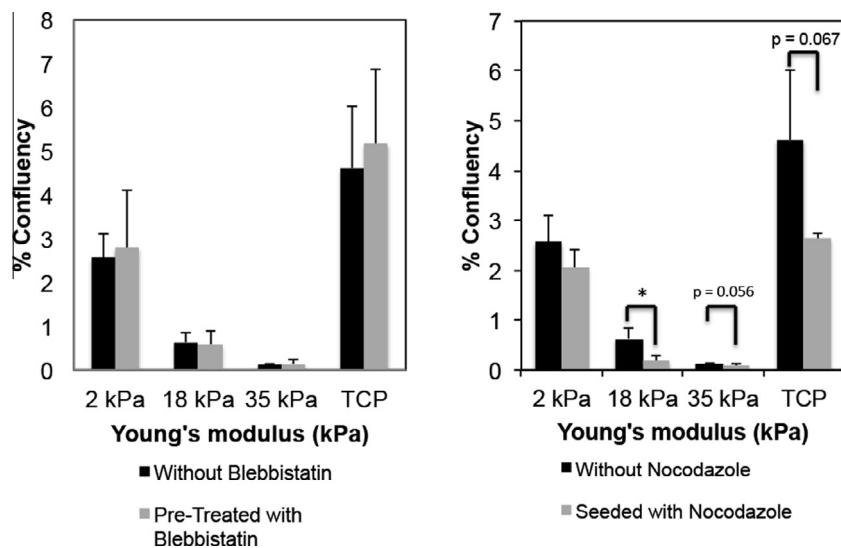 8
7
6
5
4
3
2
1
0
% Confluency
2 kPa 18 kPa 35 kPa TCP
Young's modulus (kPa)
Without Blebbistatin
Pre-Treated with
Blebbistatin
p = 0.067
7
6
5
4
3
2
1
0
% Confluency
*
p = 0.056
2 kPa 18 kPa 35 kPa TCP
Young's modulus (kPa)
Without Nocodazole
Seeded with Nocodazole